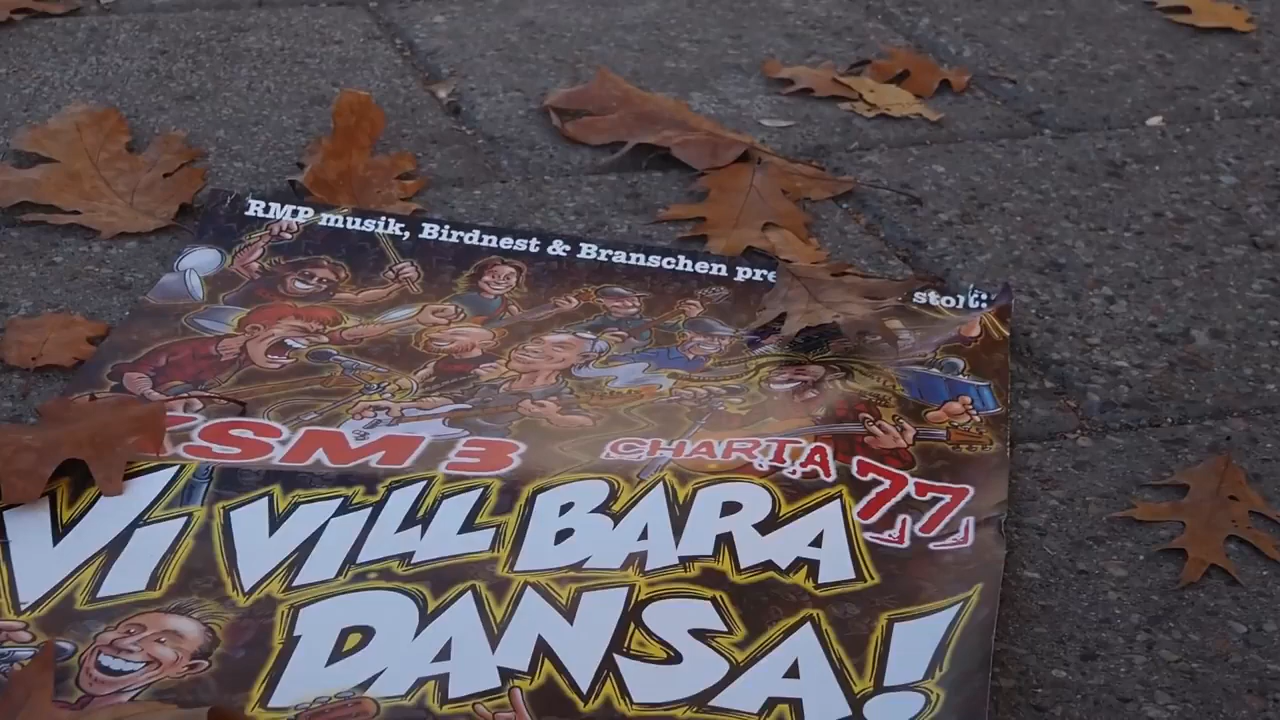 RMP musik, Birdnest & Branschen pre stolt:
SM 3 CHARTA 77
Vi VILL BARA
DANSA!